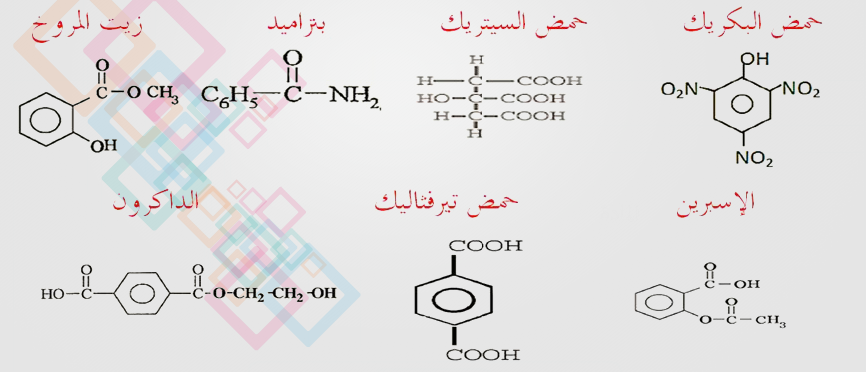 حمض البكريك
حمض السيتريك
بنزاميد
زيت المروخ
OH
O₂N
NO₂
NO₂
H
H—C—COOH
HO—C—COOH
H—C—COOH
H
O
C₆H₅—C—NH₂,
O
C—O CH₃
OH
الإسبرين
حمض تيرفثاليك
الداكرون
O
C—OH
O
O—C—CH₃
COOH
COOH
O O
HO—C C—O—CH₂—CH₂—OH